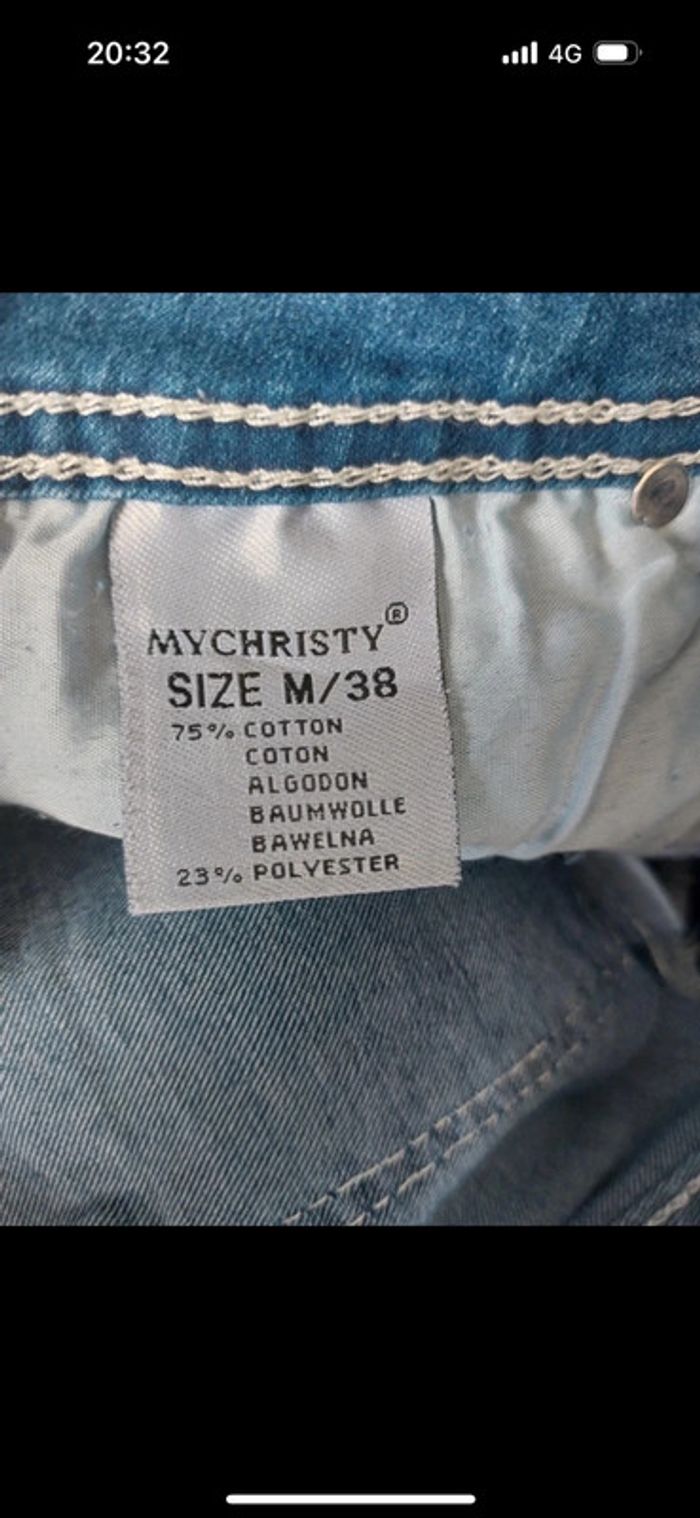 20:32 4G
MYCHRISTY®
SIZE M/38
75% COTTON
COTON
ALGODON
BAUMWOLLE
BAWELNA
23% POLYESTER